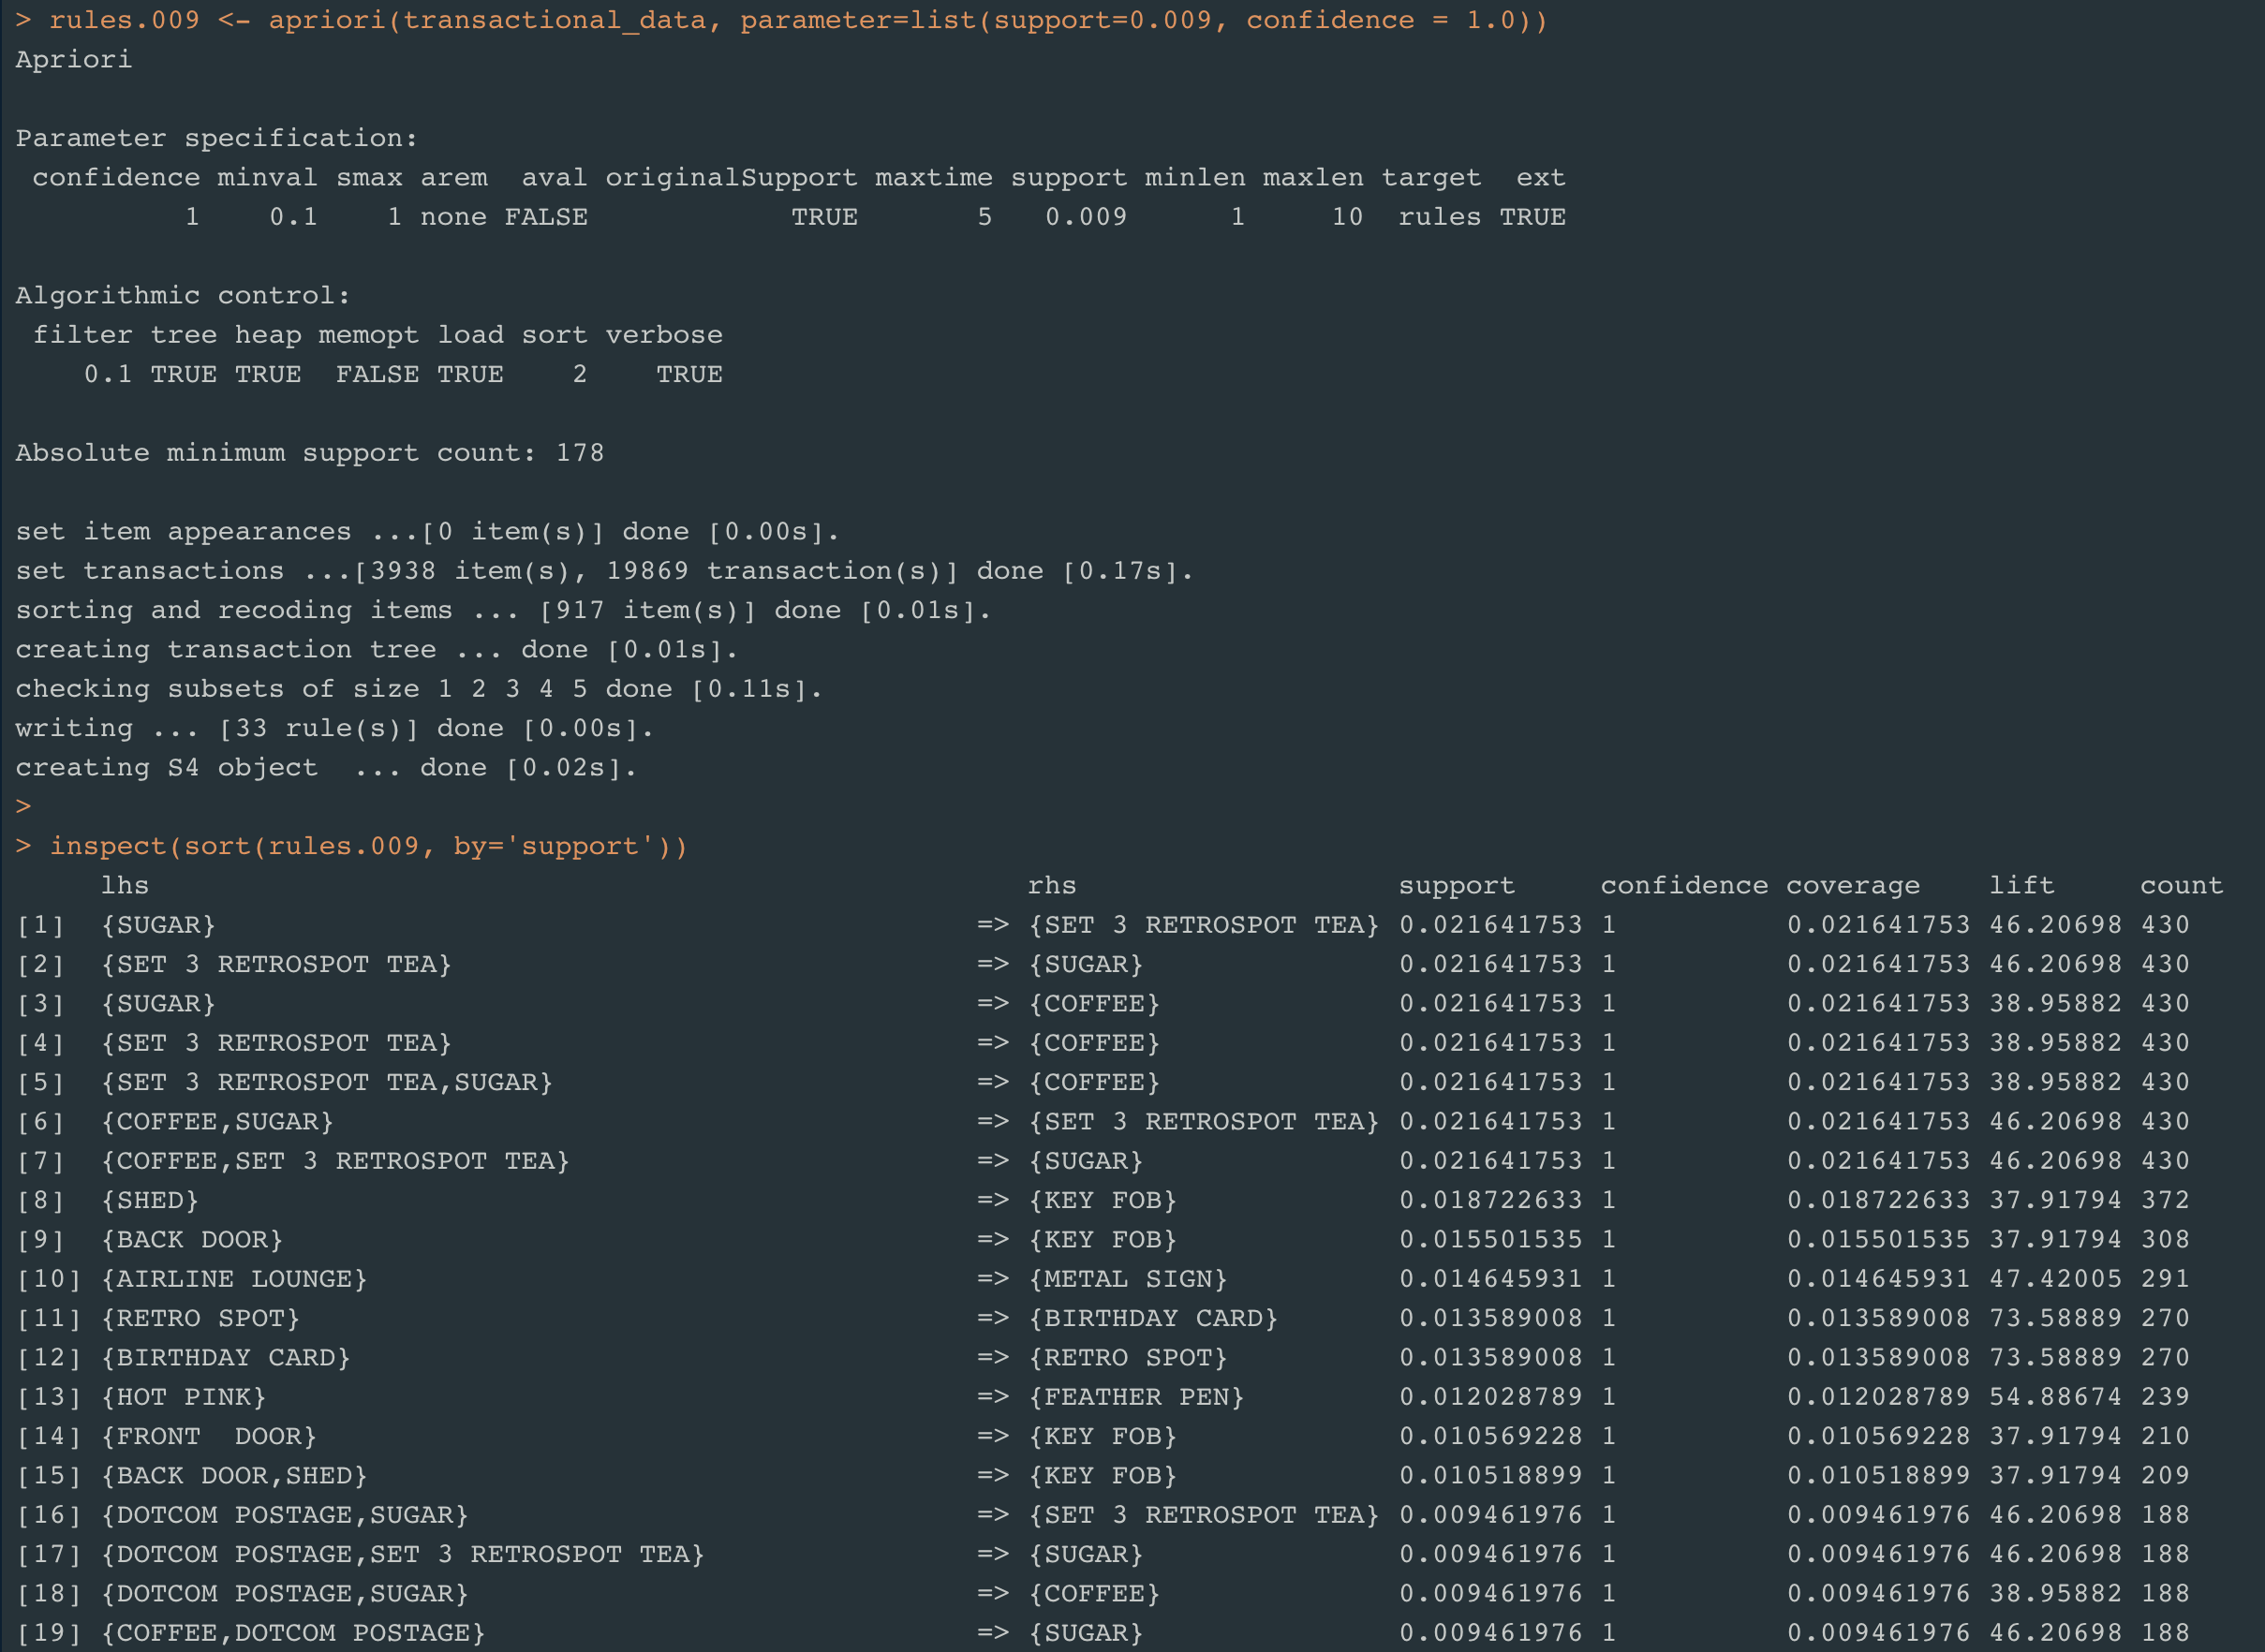 > rules.009 <- apriori(transactional_data, parameter=list(support=0.009, confidence = 1.0))
Apriori

Parameter specification:
 confidence minval smax arem  aval originalSupport maxtime support minlen maxlen target  ext
          1    0.1    1 none FALSE            TRUE       5   0.009      1     10  rules TRUE

Algorithmic control:
 filter tree heap memopt load sort verbose
    0.1 TRUE TRUE  FALSE TRUE    2    TRUE

Absolute minimum support count: 178

set item appearances ...[0 item(s)] done [0.00s].
set transactions ...[3938 item(s), 19869 transaction(s)] done [0.17s].
sorting and recoding items ... [917 item(s)] done [0.01s].
creating transaction tree ... done [0.01s].
checking subsets of size 1 2 3 4 5 done [0.11s].
writing ... [33 rule(s)] done [0.00s].
creating S4 object  ... done [0.02s].
>
> inspect(sort(rules.009, by='support'))
     lhs                                 rhs                   support     confidence coverage    lift     count
[1]  {SUGAR}                          => {SET 3 RETROSPOT TEA} 0.021641753 1          0.021641753 46.20698 430
[2]  {SET 3 RETROSPOT TEA}            => {SUGAR}               0.021641753 1          0.021641753 46.20698 430
[3]  {SUGAR}                          => {COFFEE}              0.021641753 1          0.021641753 38.95882 430
[4]  {SET 3 RETROSPOT TEA}            => {COFFEE}              0.021641753 1          0.021641753 38.95882 430
[5]  {SET 3 RETROSPOT TEA,SUGAR}      => {COFFEE}              0.021641753 1          0.021641753 38.95882 430
[6]  {COFFEE,SUGAR}                   => {SET 3 RETROSPOT TEA} 0.021641753 1          0.021641753 46.20698 430
[7]  {COFFEE,SET 3 RETROSPOT TEA}     => {SUGAR}               0.021641753 1          0.021641753 46.20698 430
[8]  {SHED}                           => {KEY FOB}             0.018722633 1          0.018722633 37.91794 372
[9]  {BACK DOOR}                      => {KEY FOB}             0.015501535 1          0.015501535 37.91794 308
[10] {AIRLINE LOUNGE}                 => {METAL SIGN}          0.014645931 1          0.014645931 47.42005 291
[11] {RETRO SPOT}                     => {BIRTHDAY CARD}       0.013589008 1          0.013589008 73.58889 270
[12] {BIRTHDAY CARD}                  => {RETRO SPOT}          0.013589008 1          0.013589008 73.58889 270
[13] {HOT PINK}                       => {FEATHER PEN}         0.012028789 1          0.012028789 54.88674 239
[14] {FRONT  DOOR}                    => {KEY FOB}             0.010569228 1          0.010569228 37.91794 210
[15] {BACK DOOR,SHED}                 => {KEY FOB}             0.010518899 1          0.010518899 37.91794 209
[16] {DOTCOM POSTAGE,SUGAR}           => {SET 3 RETROSPOT TEA} 0.009461976 1          0.009461976 46.20698 188
[17] {DOTCOM POSTAGE,SET 3 RETROSPOT TEA} => {SUGAR}               0.009461976 1          0.009461976 46.20698 188
[18] {DOTCOM POSTAGE,SUGAR}           => {COFFEE}              0.009461976 1          0.009461976 38.95882 188
[19] {COFFEE,DOTCOM POSTAGE}          => {SUGAR}               0.009461976 1          0.009461976 46.20698 188